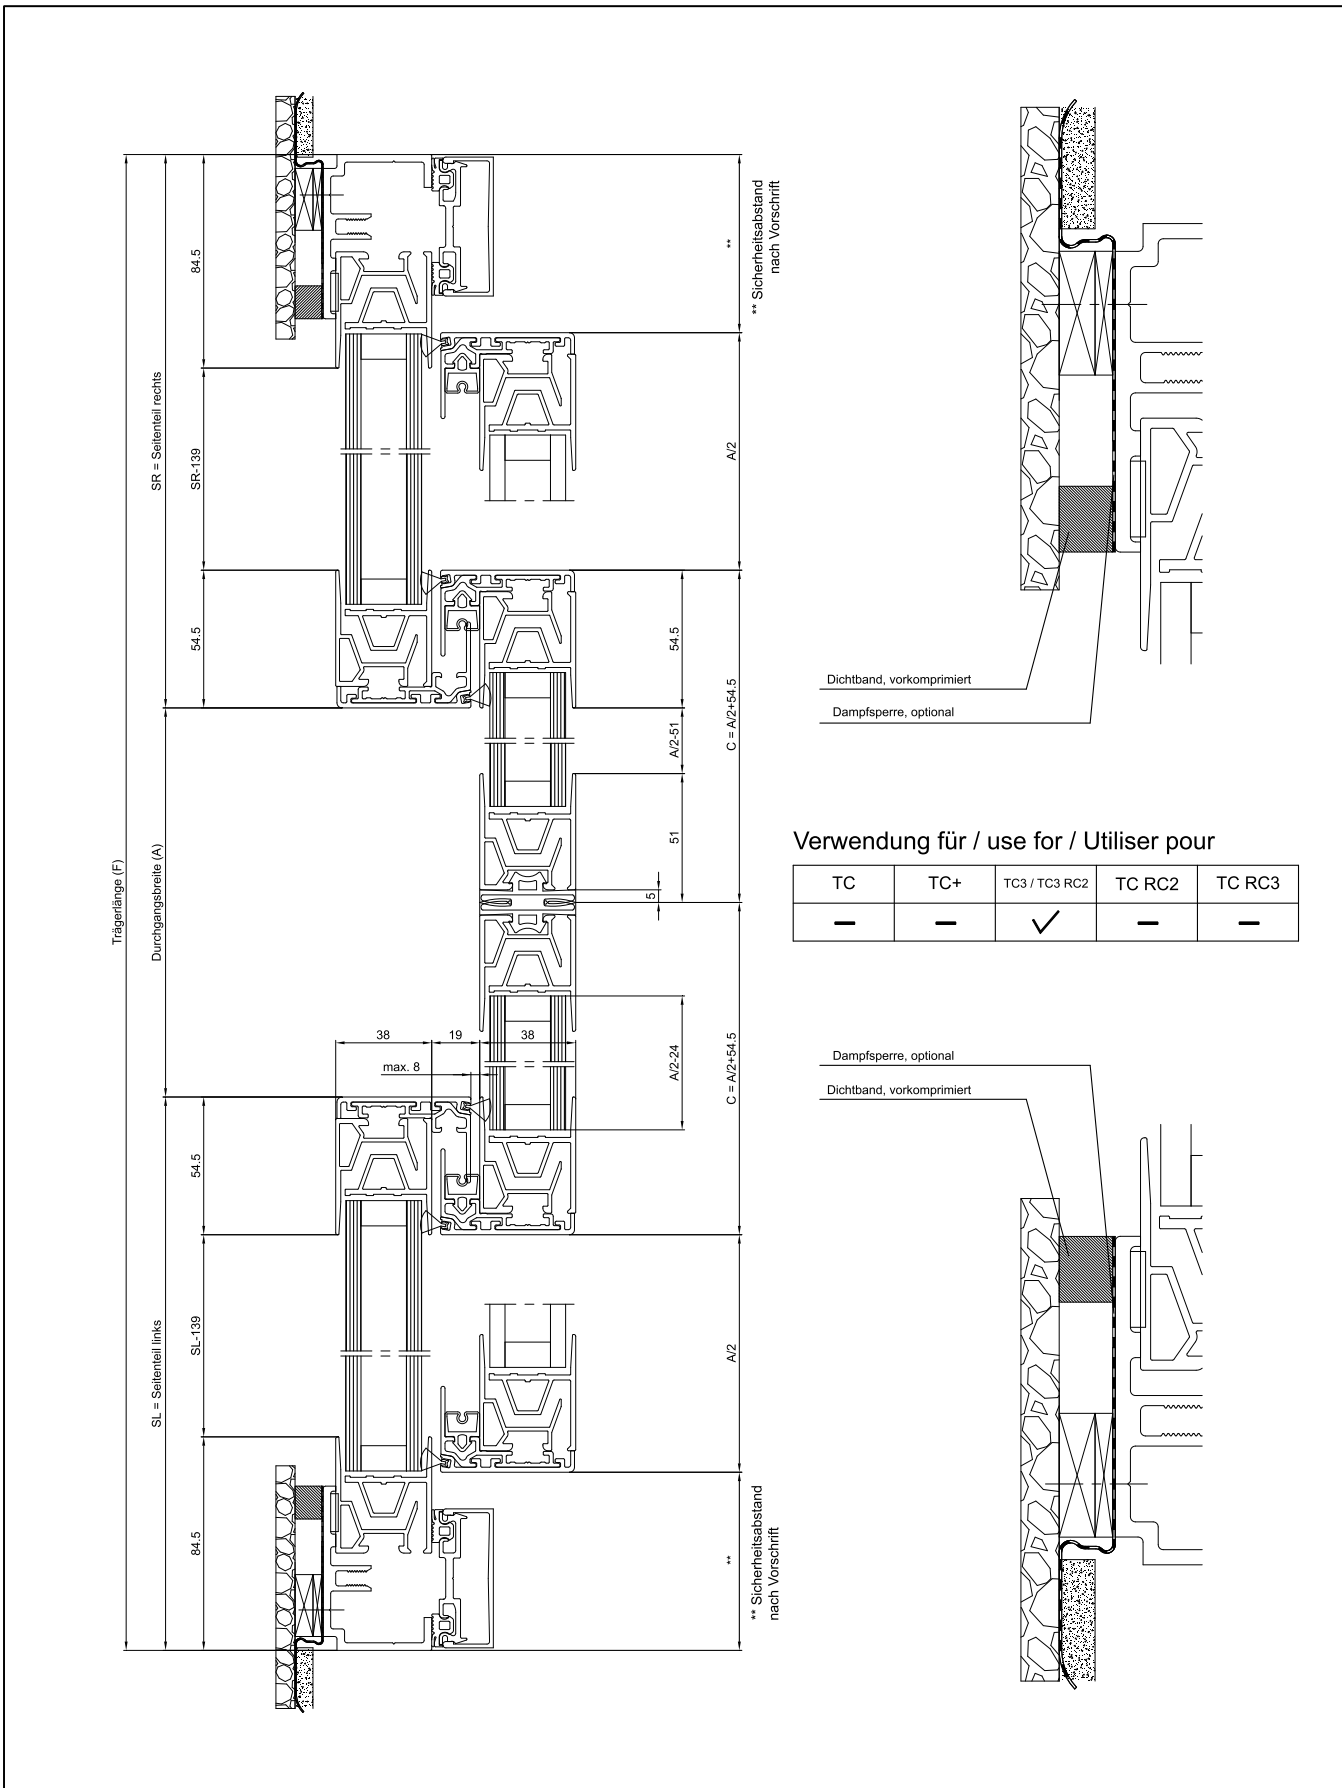 ** Sicherheitsabstand
nach Vorschrift
**
84.5
SR = Seitenteil rechts
SR-139
A/2
54.5
54.5
C = A/2+54.5
A/2-51
51
5
Trägerlänge (F)
Durchgangsbreite (A)
38
19
38
max. 8
A/2-24
C = A/2+54.5
54.5
SL = Seitenteil links
SL-139
A/2
84.5
**
** Sicherheitsabstand
nach Vorschrift
Dichtband, vorkomprimiert
Dampfsperre, optional
Verwendung für / use for / Utiliser pour
TC TC+ TC3 / TC3 RC2 TC RC2 TC RC3
– – ✓ – –
Dampfsperre, optional
Dichtband, vorkomprimiert